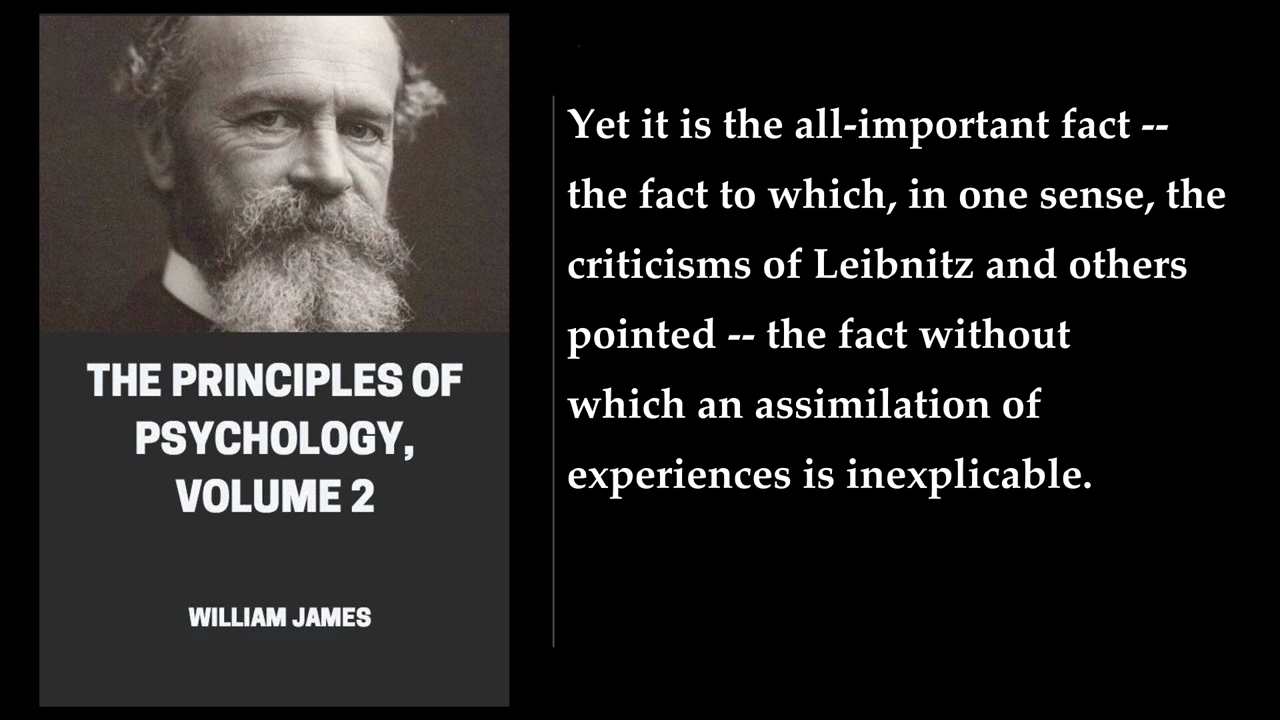 THE PRINCIPLES OF
PSYCHOLOGY,
VOLUME 2
WILLIAM JAMES
Yet it is the all-important fact --
the fact to which, in one sense, the
criticisms of Leibnitz and others
pointed -- the fact without
which an assimilation of
experiences is inexplicable.